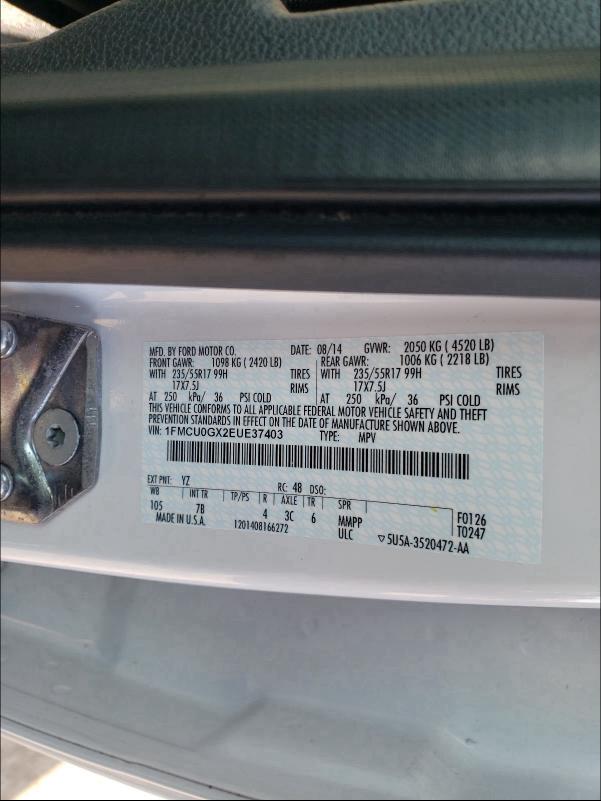 MFD. BY FORD MOTOR CO. DATE: 08/14 GVWR: 2050 KG ( 4520 LB)
FRONT GAWR: 1098 KG ( 2420 LB) REAR GAWR: 1006 KG ( 2218 LB)
WITH 235/55R17 99H TIRES WITH 235/55R17 99H TIRES
17X7.5J RIMS 17X7.5J RIMS
AT 250 kPa/ 36 PSI COLD AT 250 kPa/ 36 PSI COLD
THIS VEHICLE CONFORMS TO ALL APPLICABLE FEDERAL MOTOR VEHICLE SAFETY AND THEFT
PREVENTION STANDARDS IN EFFECT ON THE DATE OF MANUFACTURE SHOWN ABOVE.
VIN: 1FMCU0GX2EUE37403 TYPE: MPV
EXT PNT: YZ RC: 48 DSO:
WB INT TR TP/PS R AXLE TR SPR
105 7B 4 3C 6 MMPP F0126
MADE IN U.S.A. 1201408166272 ULC ▽5U5A-3520472-AA T0247